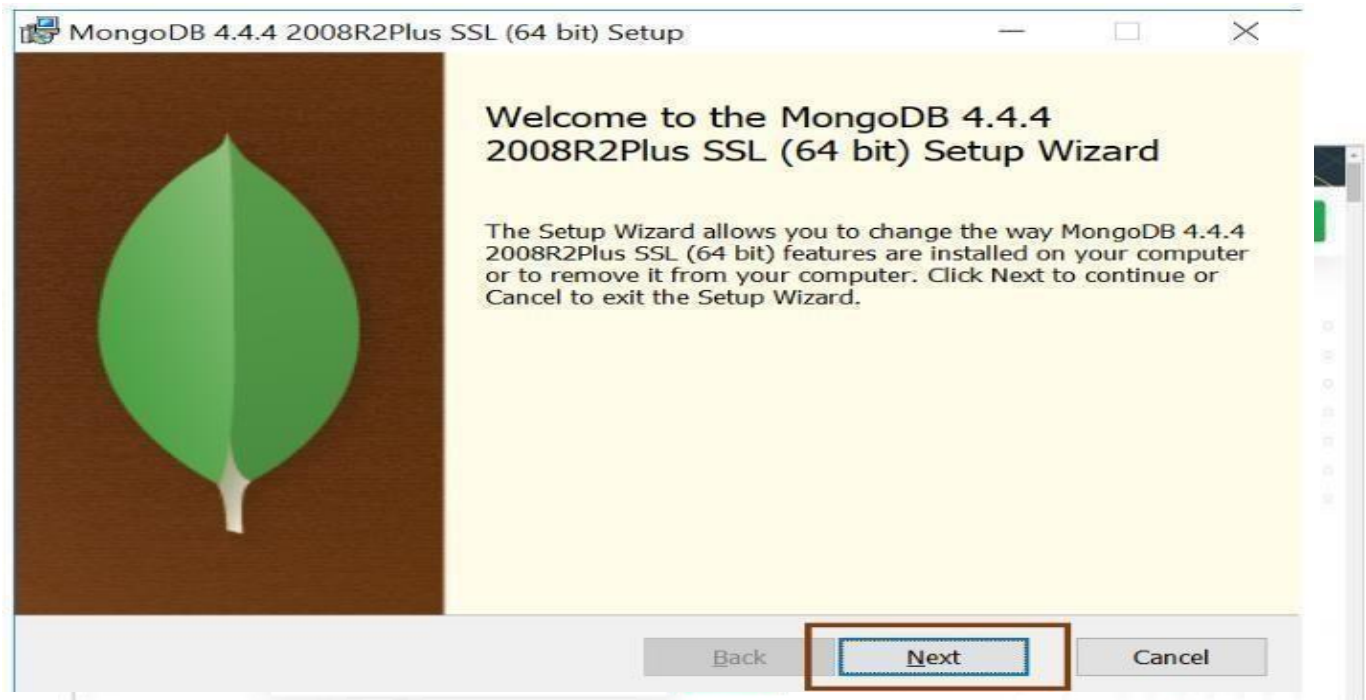 MongoDB 4.4.4 2008R2Plus SSL (64 bit) Setup
Welcome to the MongoDB 4.4.4
2008R2Plus SSL (64 bit) Setup Wizard
The Setup Wizard allows you to change the way MongoDB 4.4.4
2008R2Plus SSL (64 bit) features are installed on your computer
or to remove it from your computer. Click Next to continue or
Cancel to exit the Setup Wizard.
Back Next Cancel